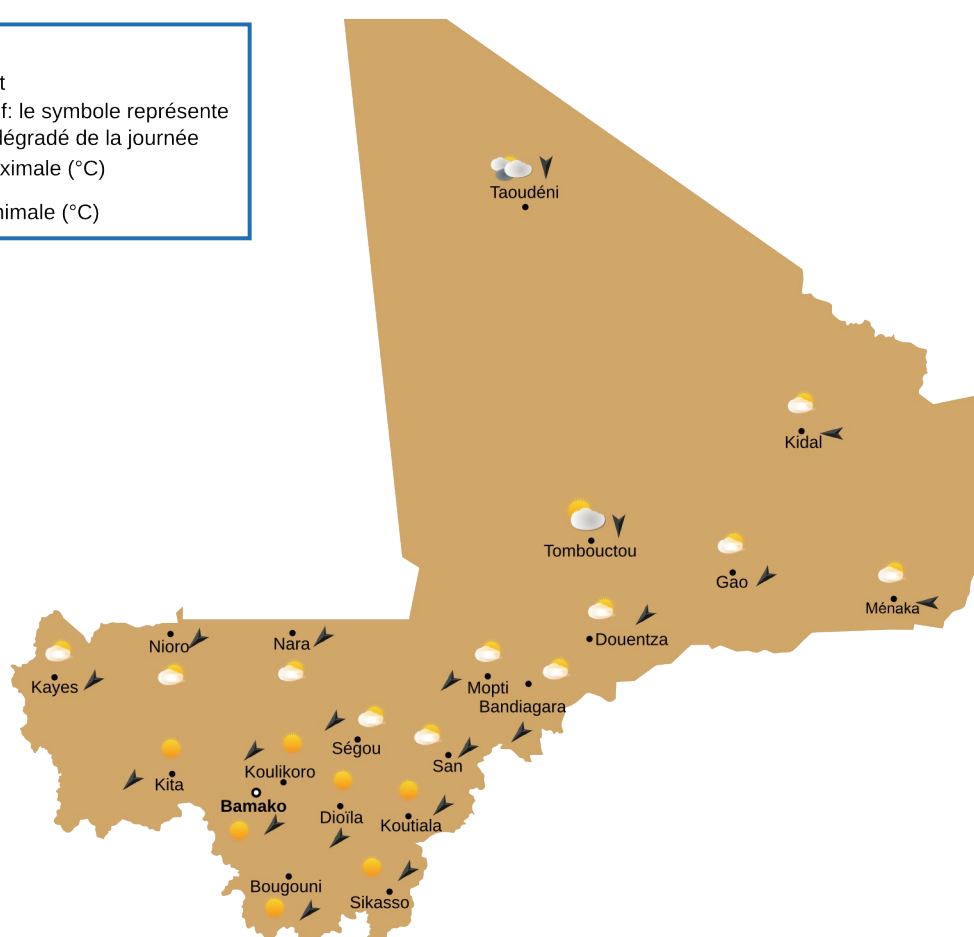 t
f: le symbole représente
dégradé de la journée
ximale (°C)
nimale (°C)
Taoudéni
Kidal
Tombouctou
Gao
Ménaka
Douentza
Nioro
Nara
Kayes
Mopti
Bandiagara
Ségou
San
Koulikoro
Kita
Bamako
Dioïla
Koutiala
Bougouni
Sikasso